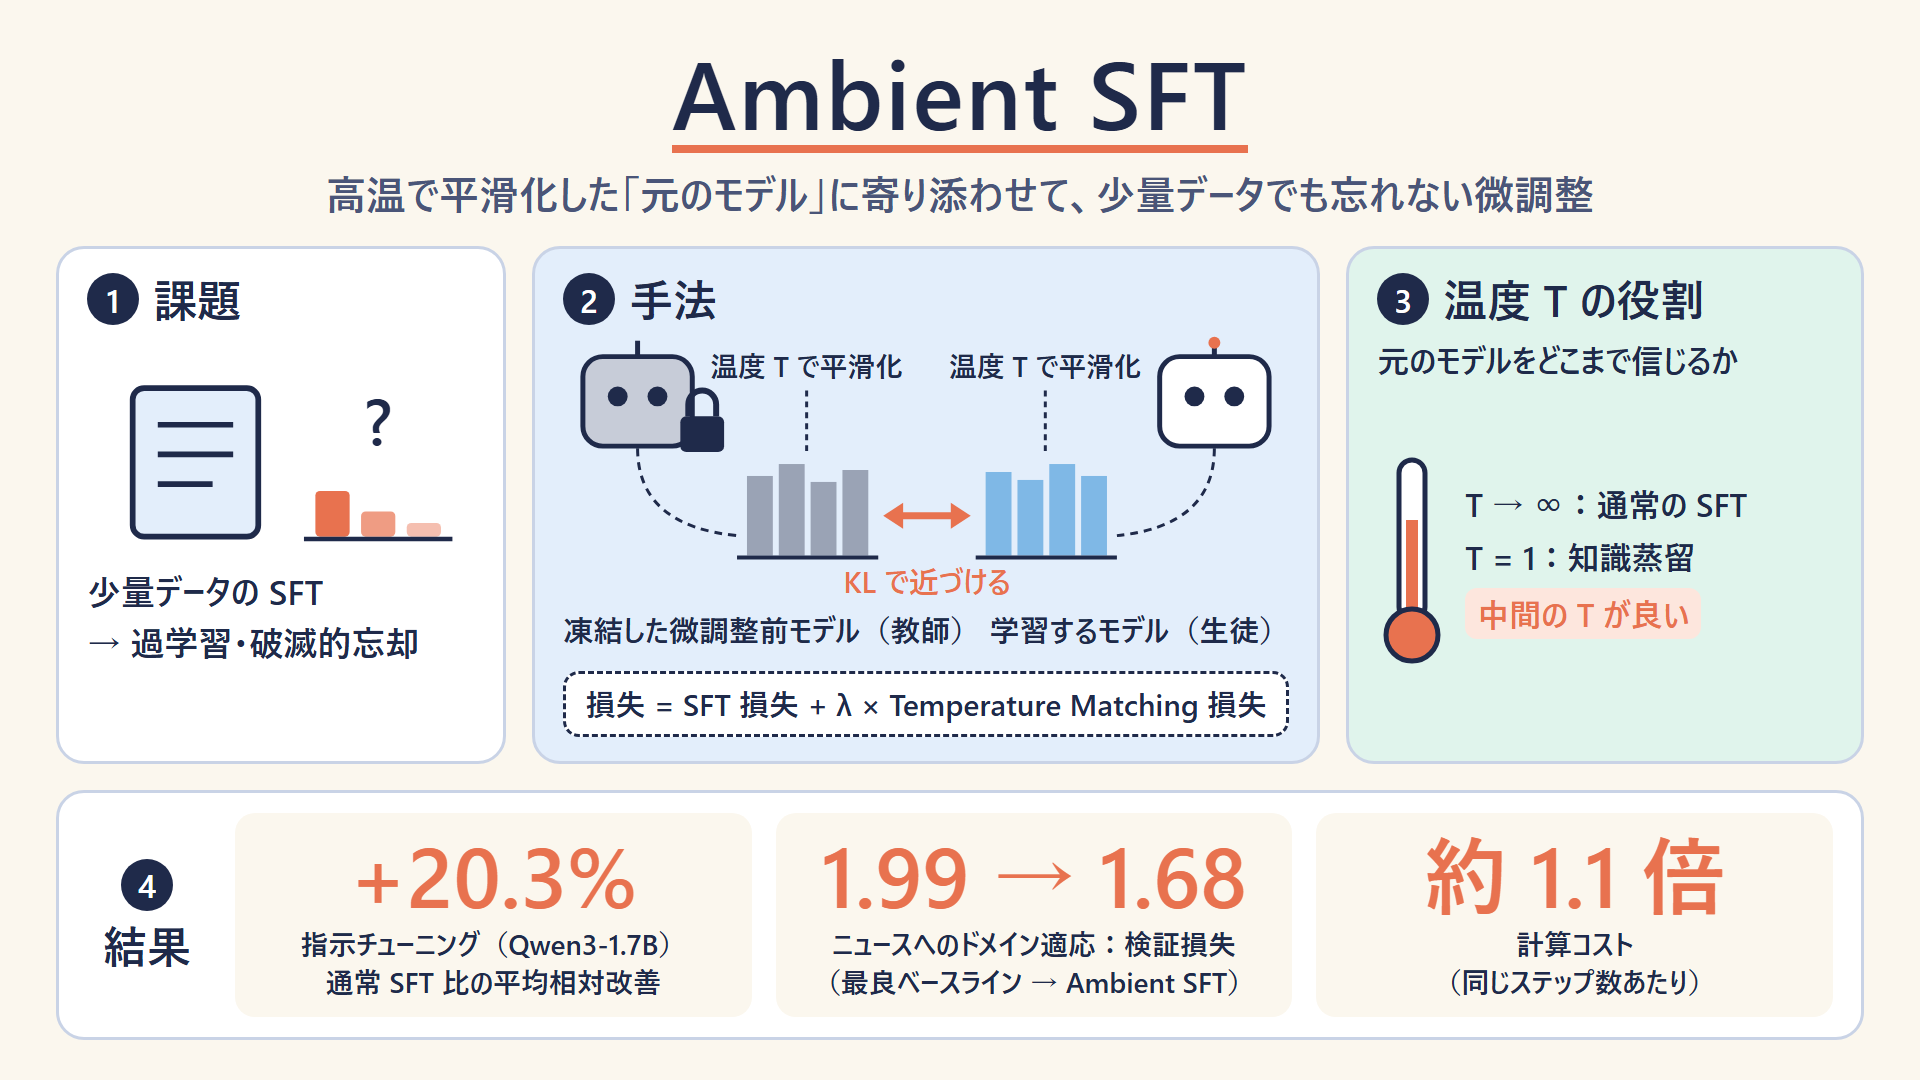 Ambient SFT
高温で平滑化した「元のモデル」に寄り添わせて、少量データでも忘れない微調整
1 課題
?
少量データの SFT
→ 過学習・破滅的忘却
2 手法
温度 T で平滑化
温度 T で平滑化
KL で近づける
凍結した微調整前モデル（教師）
学習するモデル（生徒）
損失 = SFT 損失 + λ × Temperature Matching 損失
3 温度 T の役割
元のモデルをどこまで信じるか
T → ∞：通常の SFT
T = 1：知識蒸留
中間の T が良い
4
結果
+20.3%
指示チューニング（Qwen3-1.7B）
通常 SFT 比の平均相対改善
1.99 → 1.68
ニュースへのドメイン適応：検証損失
（最良ベースライン → Ambient SFT）
約 1.1 倍
計算コスト
（同じステップ数あたり）